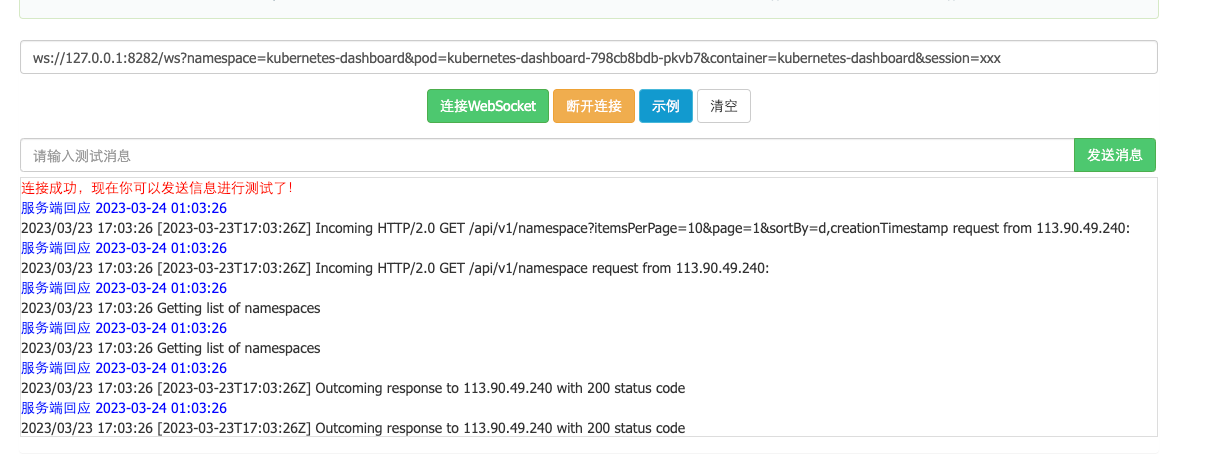 ws://127.0.0.1:8282/ws?namespace=kubernetes-dashboard&pod=kubernetes-dashboard-798cb8bdb-pkvb7&container=kubernetes-dashboard&session=xxx
连接WebSocket 断开连接 示例 清空
请输入测试消息 发送消息
连接成功，现在你可以发送信息进行测试了！
服务端回应 2023-03-24 01:03:26
2023/03/23 17:03:26 [2023-03-23T17:03:26Z] Incoming HTTP/2.0 GET /api/v1/namespace?itemsPerPage=10&page=1&sortBy=d,creationTimestamp request from 113.90.49.240:
服务端回应 2023-03-24 01:03:26
2023/03/23 17:03:26 [2023-03-23T17:03:26Z] Incoming HTTP/2.0 GET /api/v1/namespace request from 113.90.49.240:
服务端回应 2023-03-24 01:03:26
2023/03/23 17:03:26 Getting list of namespaces
服务端回应 2023-03-24 01:03:26
2023/03/23 17:03:26 Getting list of namespaces
服务端回应 2023-03-24 01:03:26
2023/03/23 17:03:26 [2023-03-23T17:03:26Z] Outcoming response to 113.90.49.240 with 200 status code
服务端回应 2023-03-24 01:03:26
2023/03/23 17:03:26 [2023-03-23T17:03:26Z] Outcoming response to 113.90.49.240 with 200 status code